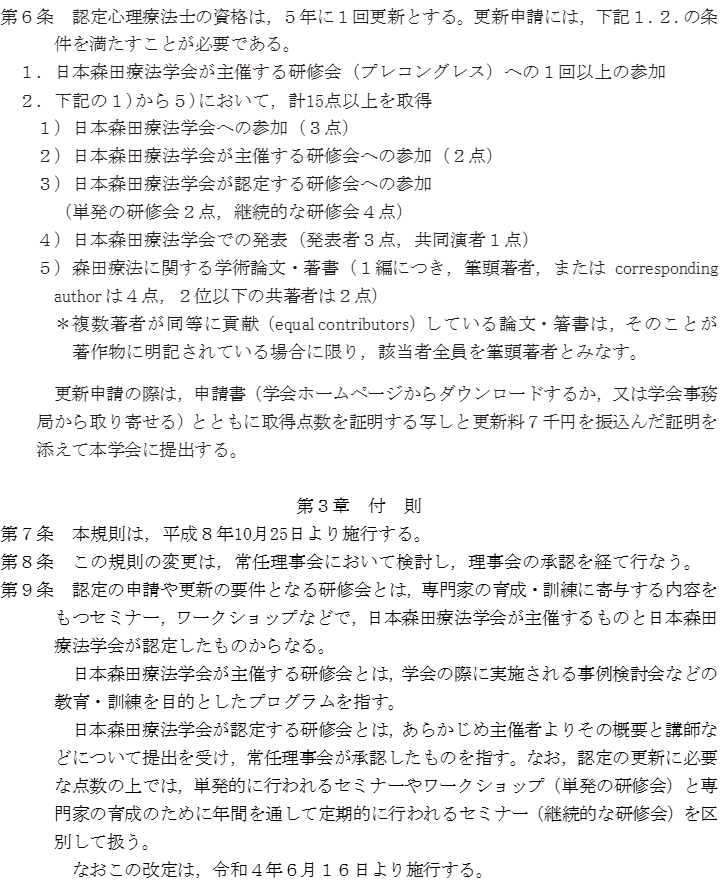 第６条　認定心理療法士の資格は，５年に１回更新とする。更新申請には，下記１．２．の条
件を満たすことが必要である。
１．日本森田療法学会が主催する研修会（プレコングレス）への１回以上の参加
２．下記の１)から５)において，計15点以上を取得
１）日本森田療法学会への参加（３点）
２）日本森田療法学会が主催する研修会への参加（２点）
３）日本森田療法学会が認定する研修会への参加
（単発の研修会２点，継続的な研修会４点）
４）日本森田療法学会での発表（発表者３点，共同演者１点）
５）森田療法に関する学術論文・著書（１編につき，筆頭著者，または corresponding
author は４点，２位以下の共著者は２点）
＊複数著者が同等に貢献（equal contributors）している論文・箸書は，そのことが
著作物に明記されている場合に限り，該当者全員を筆頭著者とみなす。
更新申請の際は，申請書（学会ホームページからダウンロードするか，又は学会事務
局から取り寄せる）とともに取得点数を証明する写しと更新料７千円を振込んだ証明を
添えて本学会に提出する。
第３章　付　則
第７条　本規則は，平成８年10月25日より施行する。
第８条　この規則の変更は，常任理事会において検討し，理事会の承認を経て行なう。
第９条　認定の申請や更新の要件となる研修会とは，専門家の育成・訓練に寄与する内容を
もつセミナー，ワークショップなどで，日本森田療法学会が主催するものと日本森田
療法学会が認定したものからなる。
日本森田療法学会が主催する研修会とは，学会の際に実施される事例検討会などの
教育・訓練を目的としたプログラムを指す。
日本森田療法学会が認定する研修会とは，あらかじめ主催者よりその概要と講師な
どについて提出を受け，常任理事会が承認したものを指す。なお，認定の更新に必要
な点数の上では，単発的に行われるセミナーやワークショップ（単発の研修会）と専
門家の育成のために年間を通して定期的に行われるセミナー（継続的な研修会）を区
別して扱う。
なおこの改定は，令和４年６月１６日より施行する。